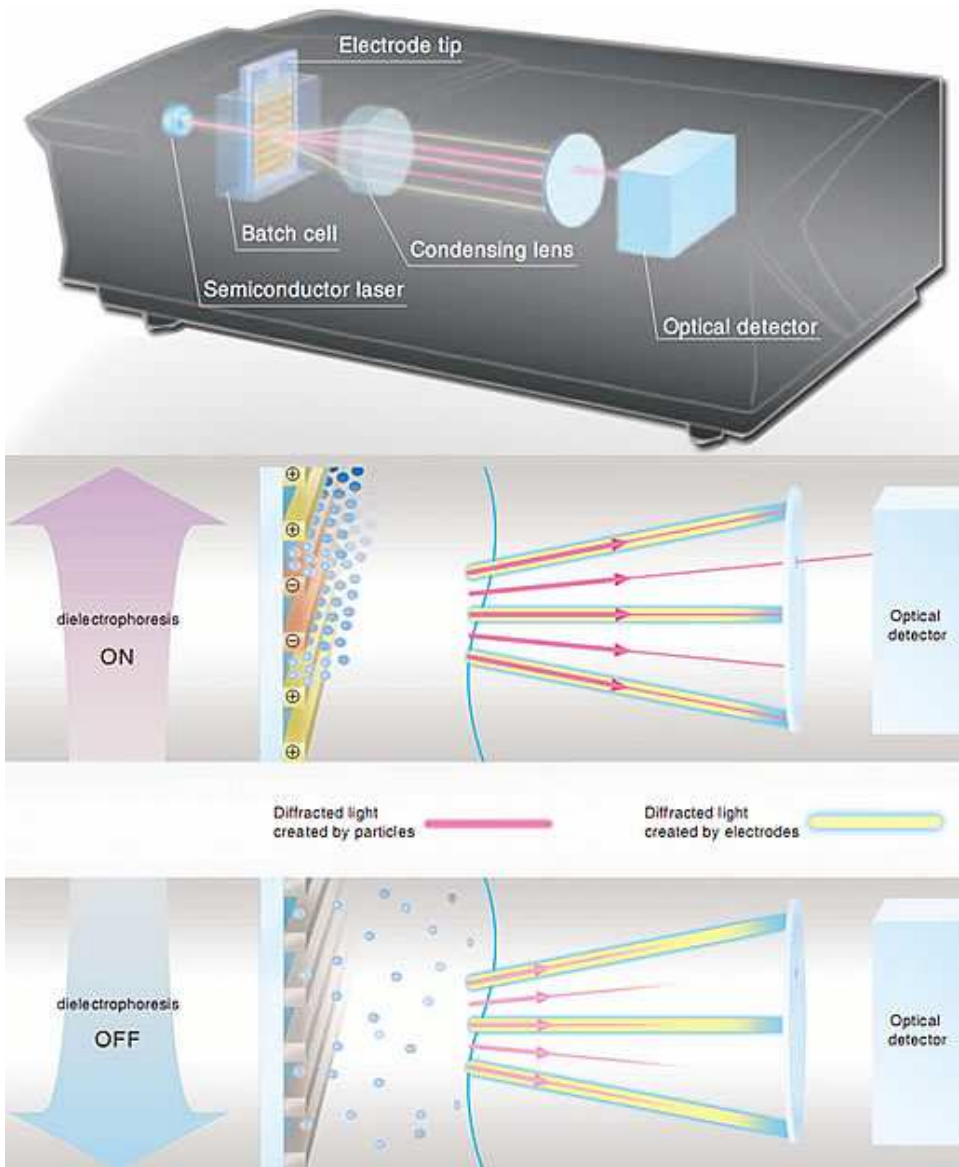 Electrode tip
Batch cell
Condensing lens
Semiconductor laser
Optical detector
⊕
⊕
⊖
⊖
⊕
⊕
dielectrophoresis
ON
Optical
detector
Diffracted light
created by particles
Diffracted light
created by electrodes
dielectrophoresis
OFF
Optical
detector